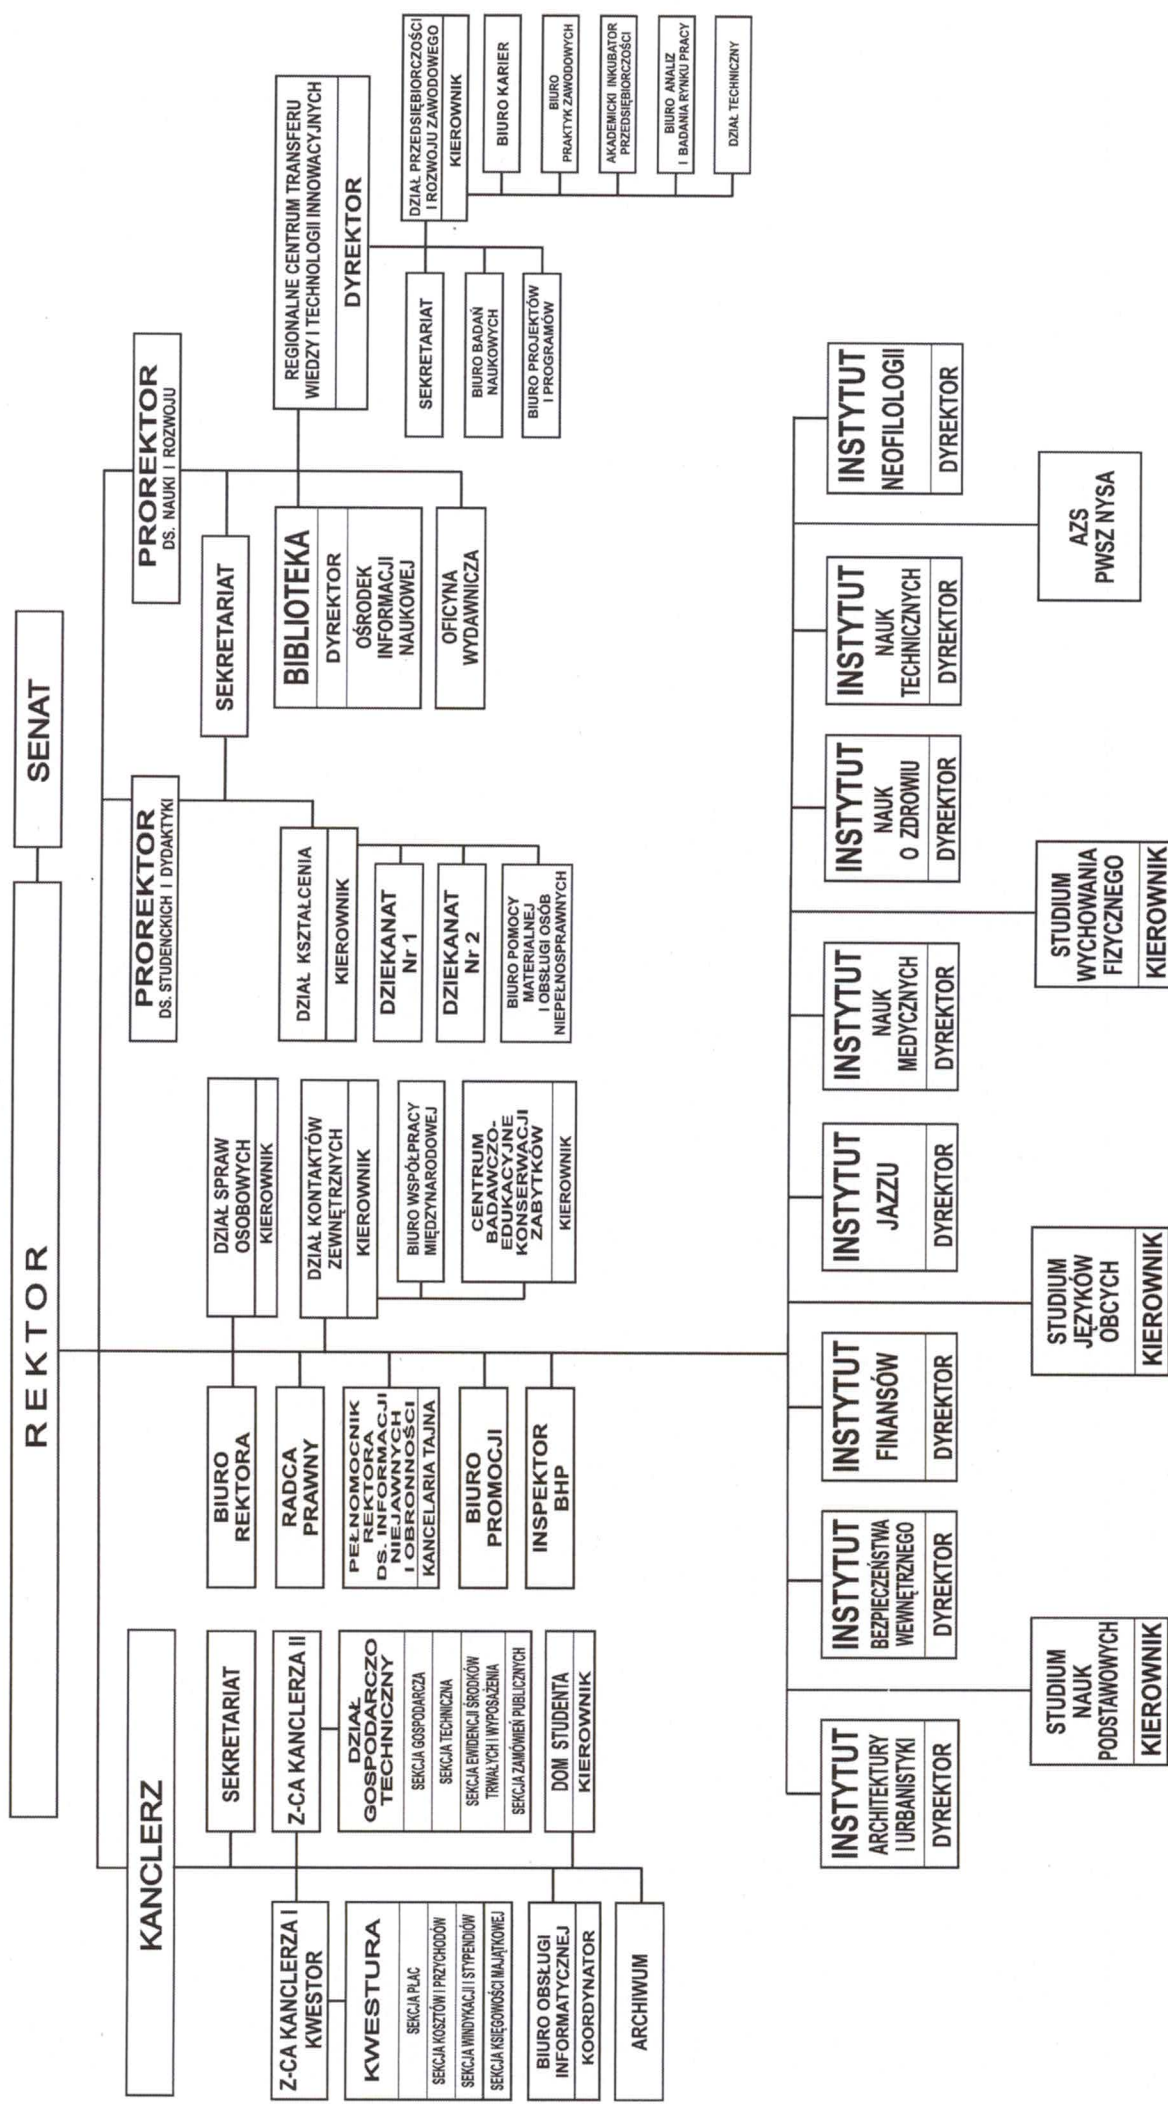 REKTOR
SENAT
KANCLERZ
PROREKTOR
DS. STUDENCKICH I DYDAKTYKI
PROREKTOR
DS. NAUKI I ROZWOJU
SEKRETARIAT
Z-CA KANCLERZA I
KWESTOR
Z-CA KANCLERZA II
KWESTURA
SEKCJA PŁAC
SEKCJA KOSZTÓW I PRZYCHODÓW
SEKCJA WINDYKACJI I STYPENDIÓW
SEKCJA KSIĘGOWOŚCI MAJĄTKOWEJ
DZIAŁ
GOSPODARCZO
TECHNICZNY
SEKCJA GOSPODARCZA
SEKCJA TECHNICZNA
SEKCJA EWIDENCJI ŚRODKÓW
TRWAŁYCH I WYPOSAŻENIA
SEKCJA ZAMÓWIEŃ PUBLICZNYCH
BIURO OBSŁUGI
INFORMATYCZNEJ
KOORDYNATOR
DOM STUDENTA
KIEROWNIK
ARCHIWUM
BIURO
REKTORA
RADCA
PRAWNY
PEŁNOMOCNIK
REKTORA
DS. INFORMACJI
NIEJAWNYCH
I OBRONNOŚCI
KANCELARIA TAJNA
BIURO
PROMOCJI
INSPEKTOR
BHP
DZIAŁ SPRAW
OSOBOWYCH
KIEROWNIK
DZIAŁ KONTAKTÓW
ZEWNĘTRZNYCH
KIEROWNIK
BIURO WSPÓŁPRACY
MIĘDZYNARODOWEJ
CENTRUM
BADAWCZO-
EDUKACYJNE
KONSERWACJI
ZABYTKÓW
KIEROWNIK
SEKRETARIAT
DZIAŁ KSZTAŁCENIA
KIEROWNIK
DZIEKANAT
Nr 1
DZIEKANAT
Nr 2
BIURO POMOCY
MATERIALNEJ
I OBSŁUGI OSÓB
NIEPEŁNOSPRAWNYCH
BIBLIOTEKA
DYREKTOR
OŚRODEK
INFORMACJI
NAUKOWEJ
OFICYNA
WYDAWNICZA
REGIONALNE CENTRUM TRANSFERU
WIEDZY I TECHNOLOGII INNOWACYJNYCH
DYREKTOR
SEKRETARIAT
BIURO BADAŃ
NAUKOWYCH
BIURO PROJEKTÓW
I PROGRAMÓW
DZIAŁ PRZEDSIĘBIORCZOŚCI
I ROZWOJU ZAWODOWEGO
KIEROWNIK
BIURO KARIER
BIURO
PRAKTYK ZAWODOWYCH
AKADEMICKI INKUBATOR
PRZEDSIĘBIORCZOŚCI
BIURO ANALIZ
I BADANIA RYNKU PRACY
DZIAŁ TECHNICZNY
INSTYTUT
ARCHITEKTURY
I URBANISTYKI
DYREKTOR
INSTYTUT
BEZPIECZEŃSTWA
WEWNĘTRZNEGO
DYREKTOR
INSTYTUT
FINANSÓW
DYREKTOR
INSTYTUT
JAZZU
DYREKTOR
INSTYTUT
NAUK
MEDYCZNYCH
DYREKTOR
INSTYTUT
NAUK
O ZDROWIU
DYREKTOR
INSTYTUT
NAUK
TECHNICZNYCH
DYREKTOR
INSTYTUT
NEOFILOLOGII
DYREKTOR
STUDIUM
NAUK
PODSTAWOWYCH
KIEROWNIK
STUDIUM
JĘZYKÓW
OBCYCH
KIEROWNIK
STUDIUM
WYCHOWANIA
FIZYCZNEGO
KIEROWNIK
AZS
PWSZ NYSA